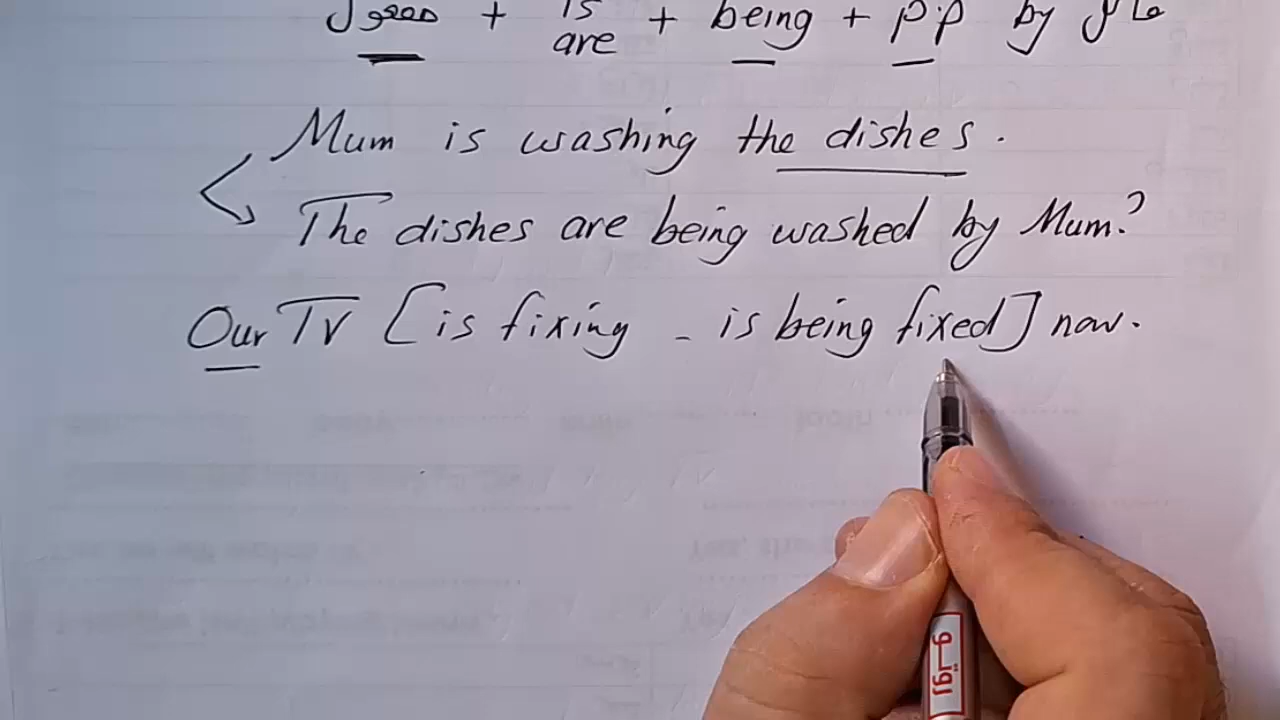 مفعول + is + being + p.p by فاعل
are
Mum is washing the dishes.
The dishes are being washed by Mum?
Our TV [is fixing - is being fixed] now.
روتـو